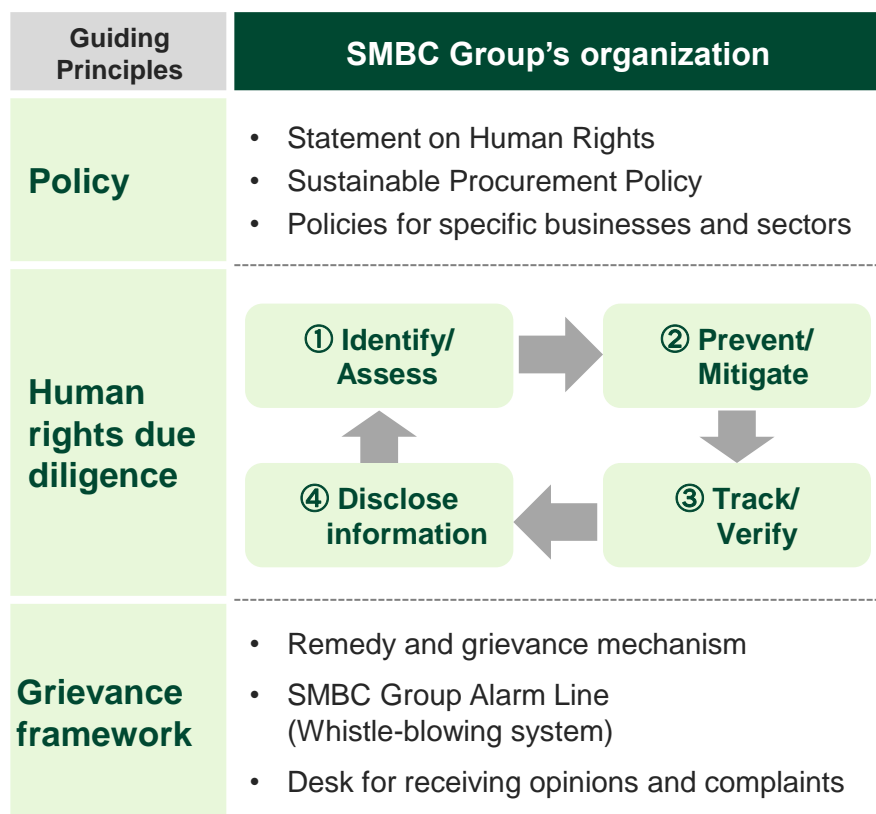 Guiding
Principles
SMBC Group's organization
Policy
• Statement on Human Rights
• Sustainable Procurement Policy
• Policies for specific businesses and sectors
Human
rights due
diligence
① Identify/
Assess
② Prevent/
Mitigate
④ Disclose
information
③ Track/
Verify
Grievance
framework
• Remedy and grievance mechanism
• SMBC Group Alarm Line
(Whistle-blowing system)
• Desk for receiving opinions and complaints